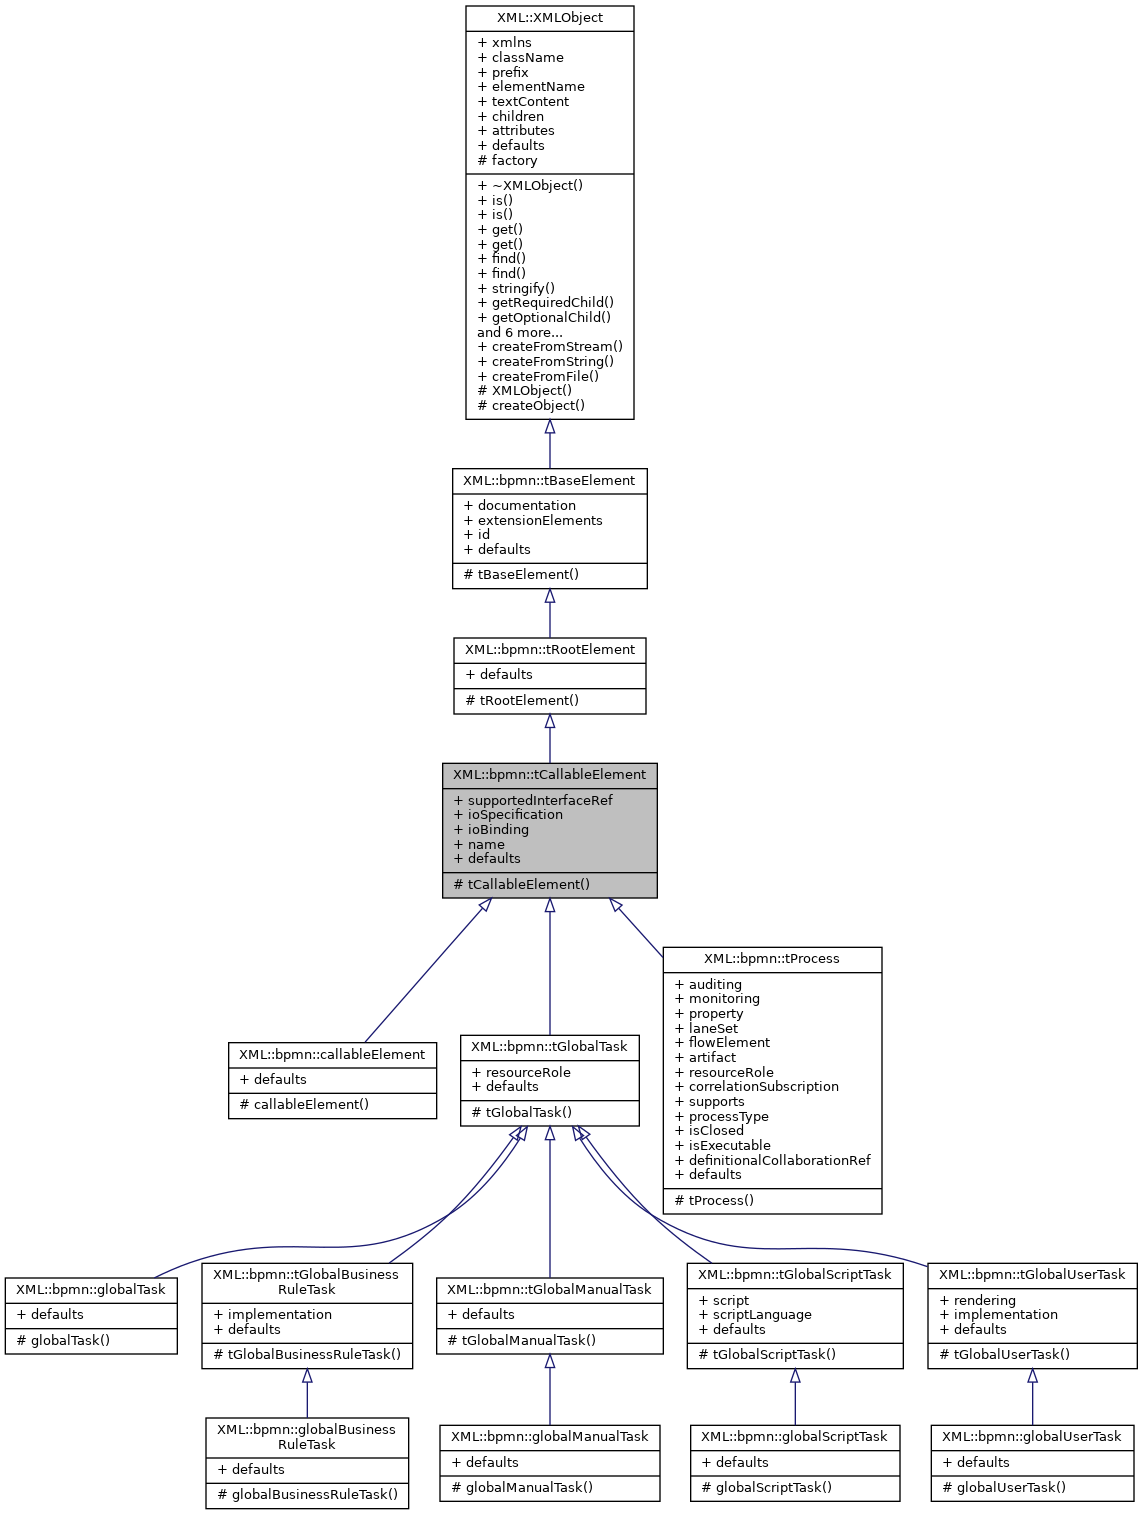 XML::XMLObject
+ xmlns
+ className
+ prefix
+ elementName
+ textContent
+ children
+ attributes
+ defaults
# factory
+ ~XMLObject()
+ is()
+ is()
+ get()
+ get()
+ find()
+ find()
+ stringify()
+ getRequiredChild()
+ getOptionalChild()
and 6 more...
+ createFromStream()
+ createFromString()
+ createFromFile()
# XMLObject()
# createObject()
XML::bpmn::tBaseElement
+ documentation
+ extensionElements
+ id
+ defaults
# tBaseElement()
XML::bpmn::tRootElement
+ defaults
# tRootElement()
XML::bpmn::tCallableElement
+ supportedInterfaceRef
+ ioSpecification
+ ioBinding
+ name
+ defaults
# tCallableElement()
XML::bpmn::callableElement
+ defaults
# callableElement()
XML::bpmn::tGlobalTask
+ resourceRole
+ defaults
# tGlobalTask()
XML::bpmn::tProcess
+ auditing
+ monitoring
+ property
+ laneSet
+ flowElement
+ artifact
+ resourceRole
+ correlationSubscription
+ supports
+ processType
+ isClosed
+ isExecutable
+ definitionalCollaborationRef
+ defaults
# tProcess()
XML::bpmn::globalTask
+ defaults
# globalTask()
XML::bpmn::tGlobalBusiness
RuleTask
+ implementation
+ defaults
# tGlobalBusinessRuleTask()
XML::bpmn::tGlobalManualTask
+ defaults
# tGlobalManualTask()
XML::bpmn::tGlobalScriptTask
+ script
+ scriptLanguage
+ defaults
# tGlobalScriptTask()
XML::bpmn::tGlobalUserTask
+ rendering
+ implementation
+ defaults
# tGlobalUserTask()
XML::bpmn::globalBusiness
RuleTask
+ defaults
# globalBusinessRuleTask()
XML::bpmn::globalManualTask
+ defaults
# globalManualTask()
XML::bpmn::globalScriptTask
+ defaults
# globalScriptTask()
XML::bpmn::globalUserTask
+ defaults
# globalUserTask()